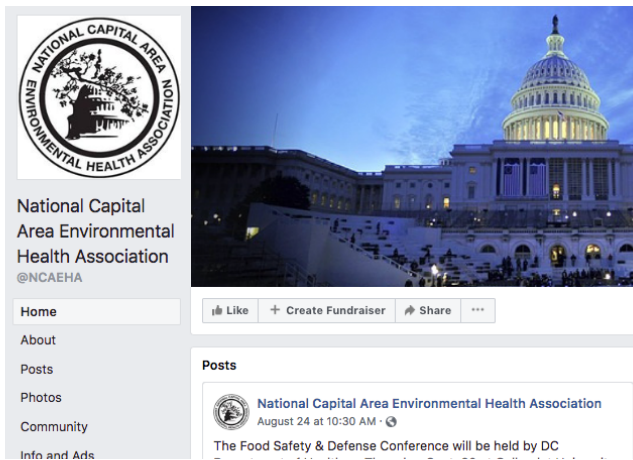 NATIONAL CAPITAL AREA
ENVIRONMENTAL HEALTH ASSOCIATION
National Capital
Area Environmental
Health Association
@NCAEHA
Home
About
Posts
Photos
Community
Info and Ads
Like + Create Fundraiser Share ...
Posts
National Capital Area Environmental Health Association
August 24 at 10:30 AM ·
The Food Safety & Defense Conference will be held by DC